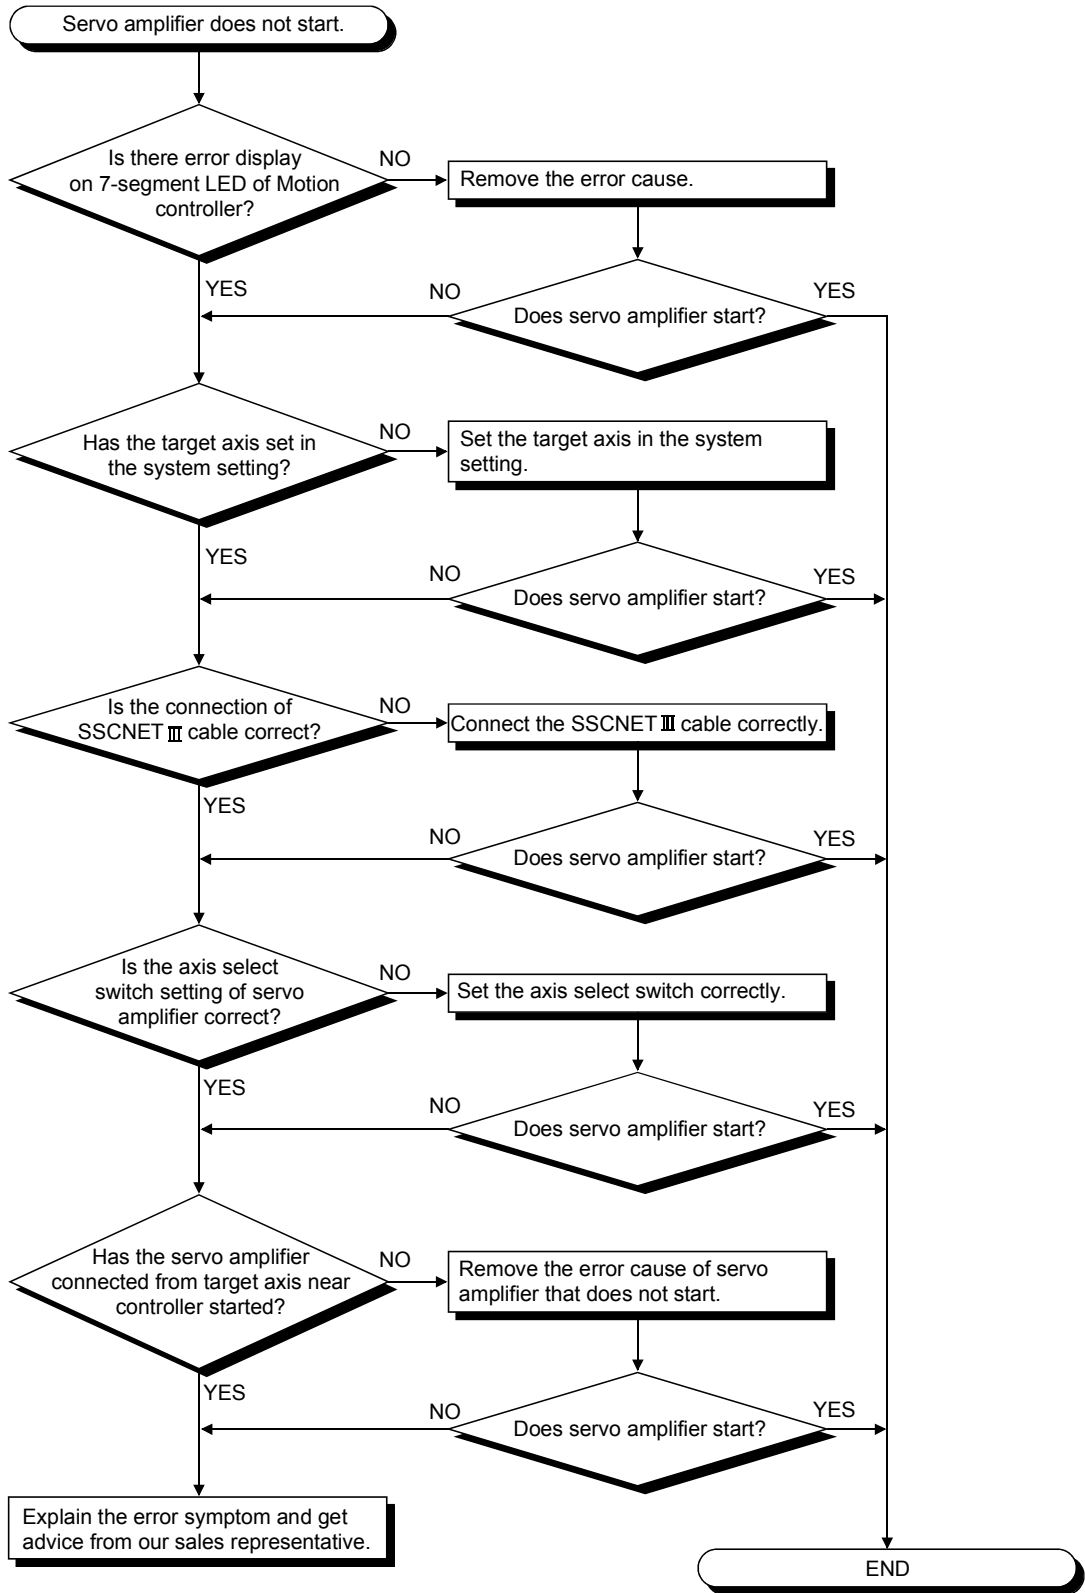 Servo amplifier does not start.
Is there error display
on 7-segment LED of Motion
controller?
NO
Remove the error cause.
YES
NO
Does servo amplifier start?
YES
Has the target axis set in
the system setting?
NO
Set the target axis in the system
setting.
YES
NO
Does servo amplifier start?
YES
Is the connection of
SSCNET Ⅲ cable correct?
NO
Connect the SSCNET Ⅲ cable correctly.
YES
NO
Does servo amplifier start?
YES
Is the axis select
switch setting of servo
amplifier correct?
NO
Set the axis select switch correctly.
YES
NO
Does servo amplifier start?
YES
Has the servo amplifier
connected from target axis near
controller started?
NO
Remove the error cause of servo
amplifier that does not start.
YES
NO
Does servo amplifier start?
YES
Explain the error symptom and get
advice from our sales representative.
END